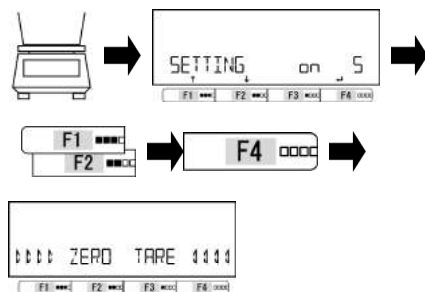 SETTING on 5
F1 F2 F3 F4
F1
F2
F4
ZERO TARE
F1 F2 F3 F4